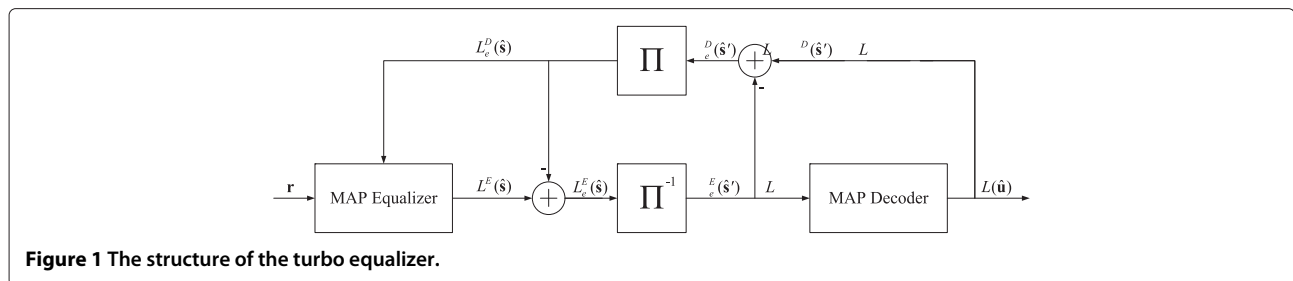 L_e^D(ŝ)
Π
_e^D(ŝ′) L
^D(ŝ′) L
-
-
r
MAP Equalizer
L^E(ŝ)
L_e^E(ŝ)
Π^-1
_e^E(ŝ′) L
MAP Decoder
L(û)
Figure 1 The structure of the turbo equalizer.